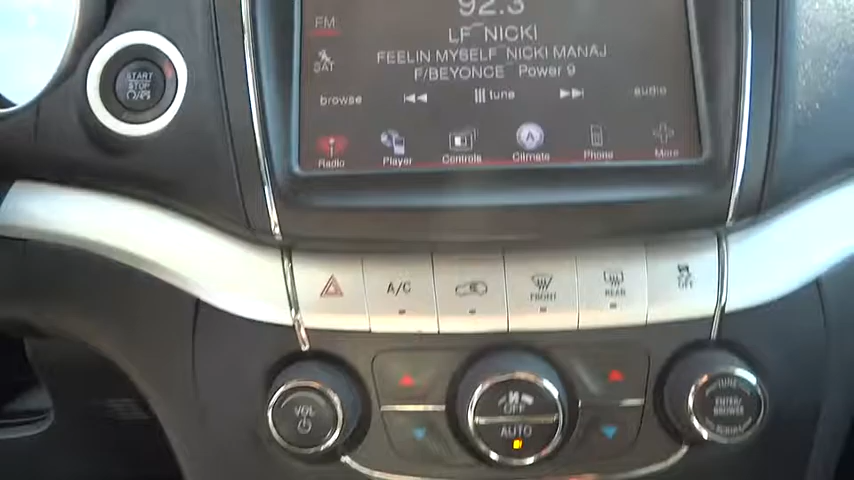 92.3
FM
LF NICKI
SAT
FEELIN MYSELF NICKI MANAJ
F/BEYONCE Power 9
Browse
Tune
audio
START
STOP
Radio
Player
Controls
Climate
Phone
More
A/C
FRONT
REAR
OFF
VOL
OFF
AUTO
TUNE
ENTER
BROWSE